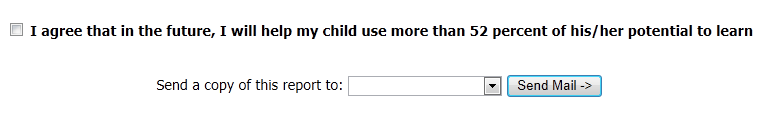 I agree that in the future, I will help my child use more than 52 percent of his/her potential to learn
Send a copy of this report to: Send Mail ->